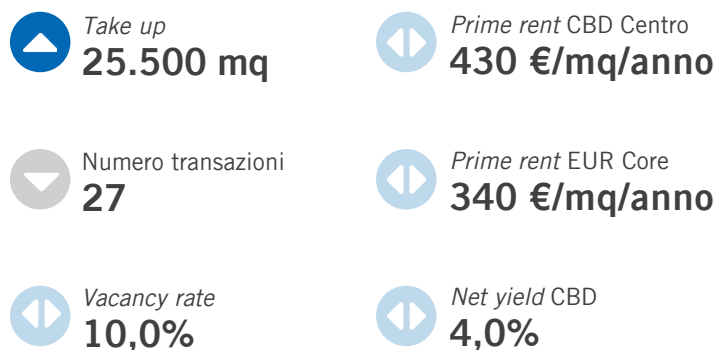 Take up
25.500 mq
Prime rent CBD Centro
430 €/mq/anno
Numero transazioni
27
Prime rent EUR Core
340 €/mq/anno
Vacancy rate
10,0%
Net yield CBD
4,0%